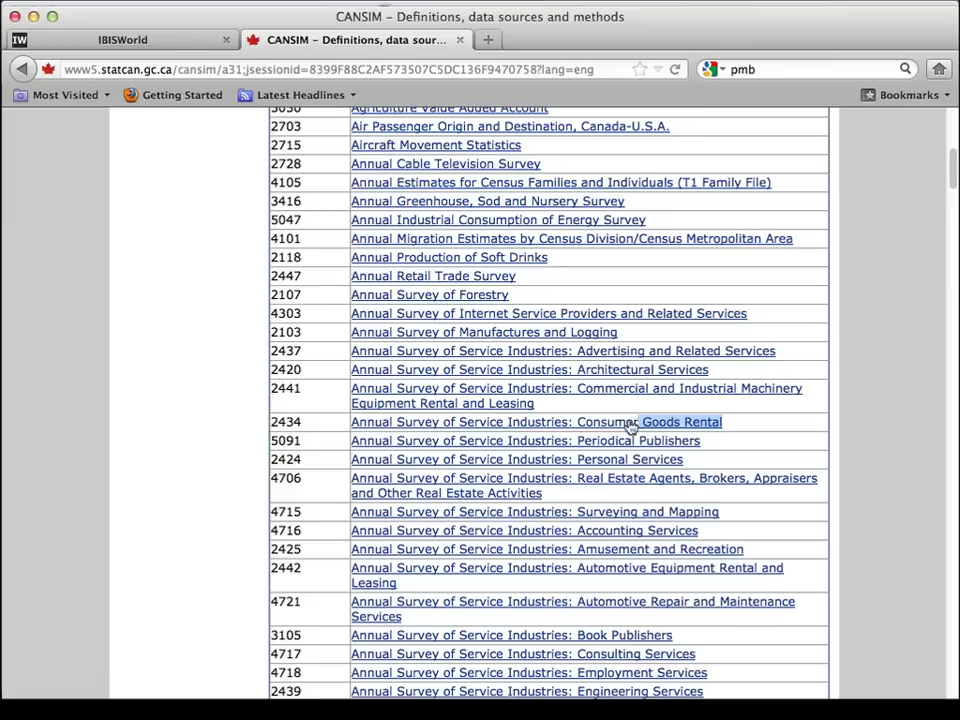 CANSIM – Definitions, data sources and methods
IW IBISWorld × CANSIM – Definitions, data sour... × +
www5.statcan.gc.ca/cansim/a31;jsessionid=8399F88C2AF573507C5DC136F9470758?lang=eng pmb
Most Visited Getting Started Latest Headlines Bookmarks
5030 Agriculture Value Added Account
2703 Air Passenger Origin and Destination, Canada-U.S.A.
2715 Aircraft Movement Statistics
2728 Annual Cable Television Survey
4105 Annual Estimates for Census Families and Individuals (T1 Family File)
3416 Annual Greenhouse, Sod and Nursery Survey
5047 Annual Industrial Consumption of Energy Survey
4101 Annual Migration Estimates by Census Division/Census Metropolitan Area
2118 Annual Production of Soft Drinks
2447 Annual Retail Trade Survey
2107 Annual Survey of Forestry
4303 Annual Survey of Internet Service Providers and Related Services
2103 Annual Survey of Manufactures and Logging
2437 Annual Survey of Service Industries: Advertising and Related Services
2420 Annual Survey of Service Industries: Architectural Services
2441 Annual Survey of Service Industries: Commercial and Industrial Machinery
Equipment Rental and Leasing
2434 Annual Survey of Service Industries: Consumer Goods Rental
5091 Annual Survey of Service Industries: Periodical Publishers
2424 Annual Survey of Service Industries: Personal Services
4706 Annual Survey of Service Industries: Real Estate Agents, Brokers, Appraisers
and Other Real Estate Activities
4715 Annual Survey of Service Industries: Surveying and Mapping
4716 Annual Survey of Service Industries: Accounting Services
2425 Annual Survey of Service Industries: Amusement and Recreation
2442 Annual Survey of Service Industries: Automotive Equipment Rental and
Leasing
4721 Annual Survey of Service Industries: Automotive Repair and Maintenance
Services
3105 Annual Survey of Service Industries: Book Publishers
4717 Annual Survey of Service Industries: Consulting Services
4718 Annual Survey of Service Industries: Employment Services
2439 Annual Survey of Service Industries: Engineering Services